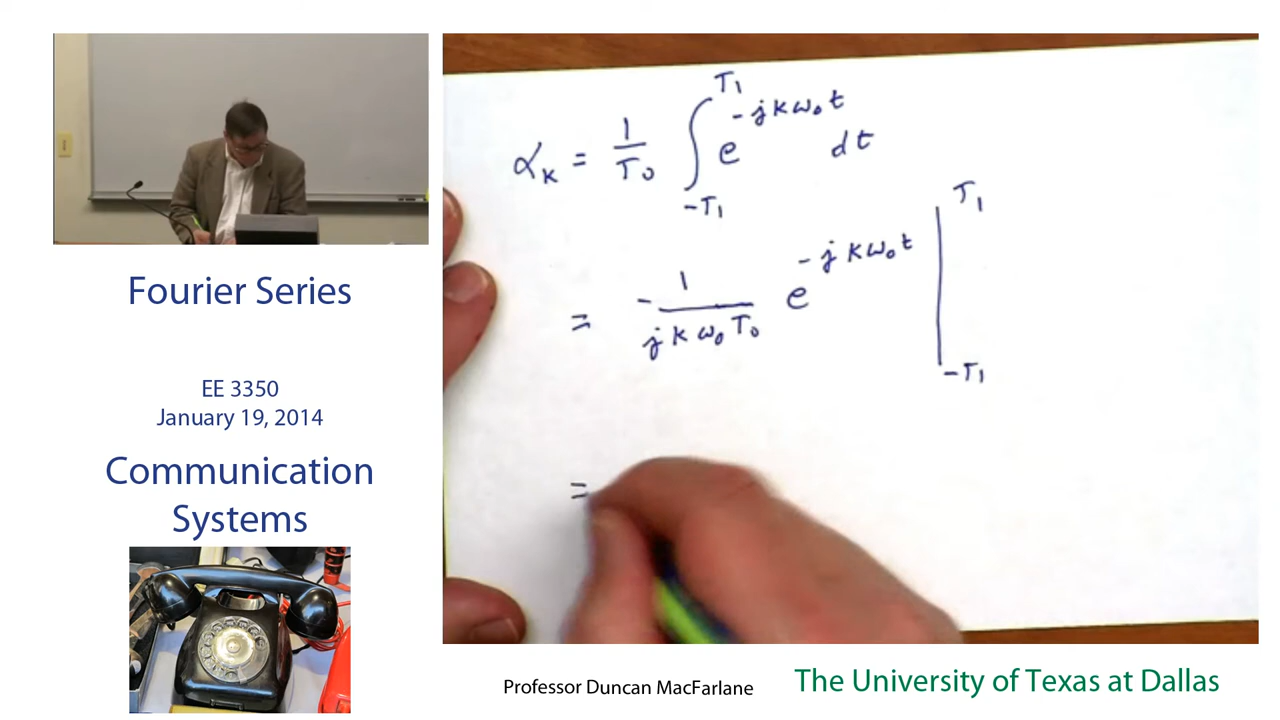 Fourier Series
EE 3350
January 19, 2014
Communication
Systems
α_K = 1/T₀ ∫_{-T₁}^{T₁} e^{-jKω₀t} dt
= -1/(jKω₀T₀) e^{-jKω₀t} |_{-T₁}^{T₁}
=
Professor Duncan MacFarlane
The University of Texas at Dallas